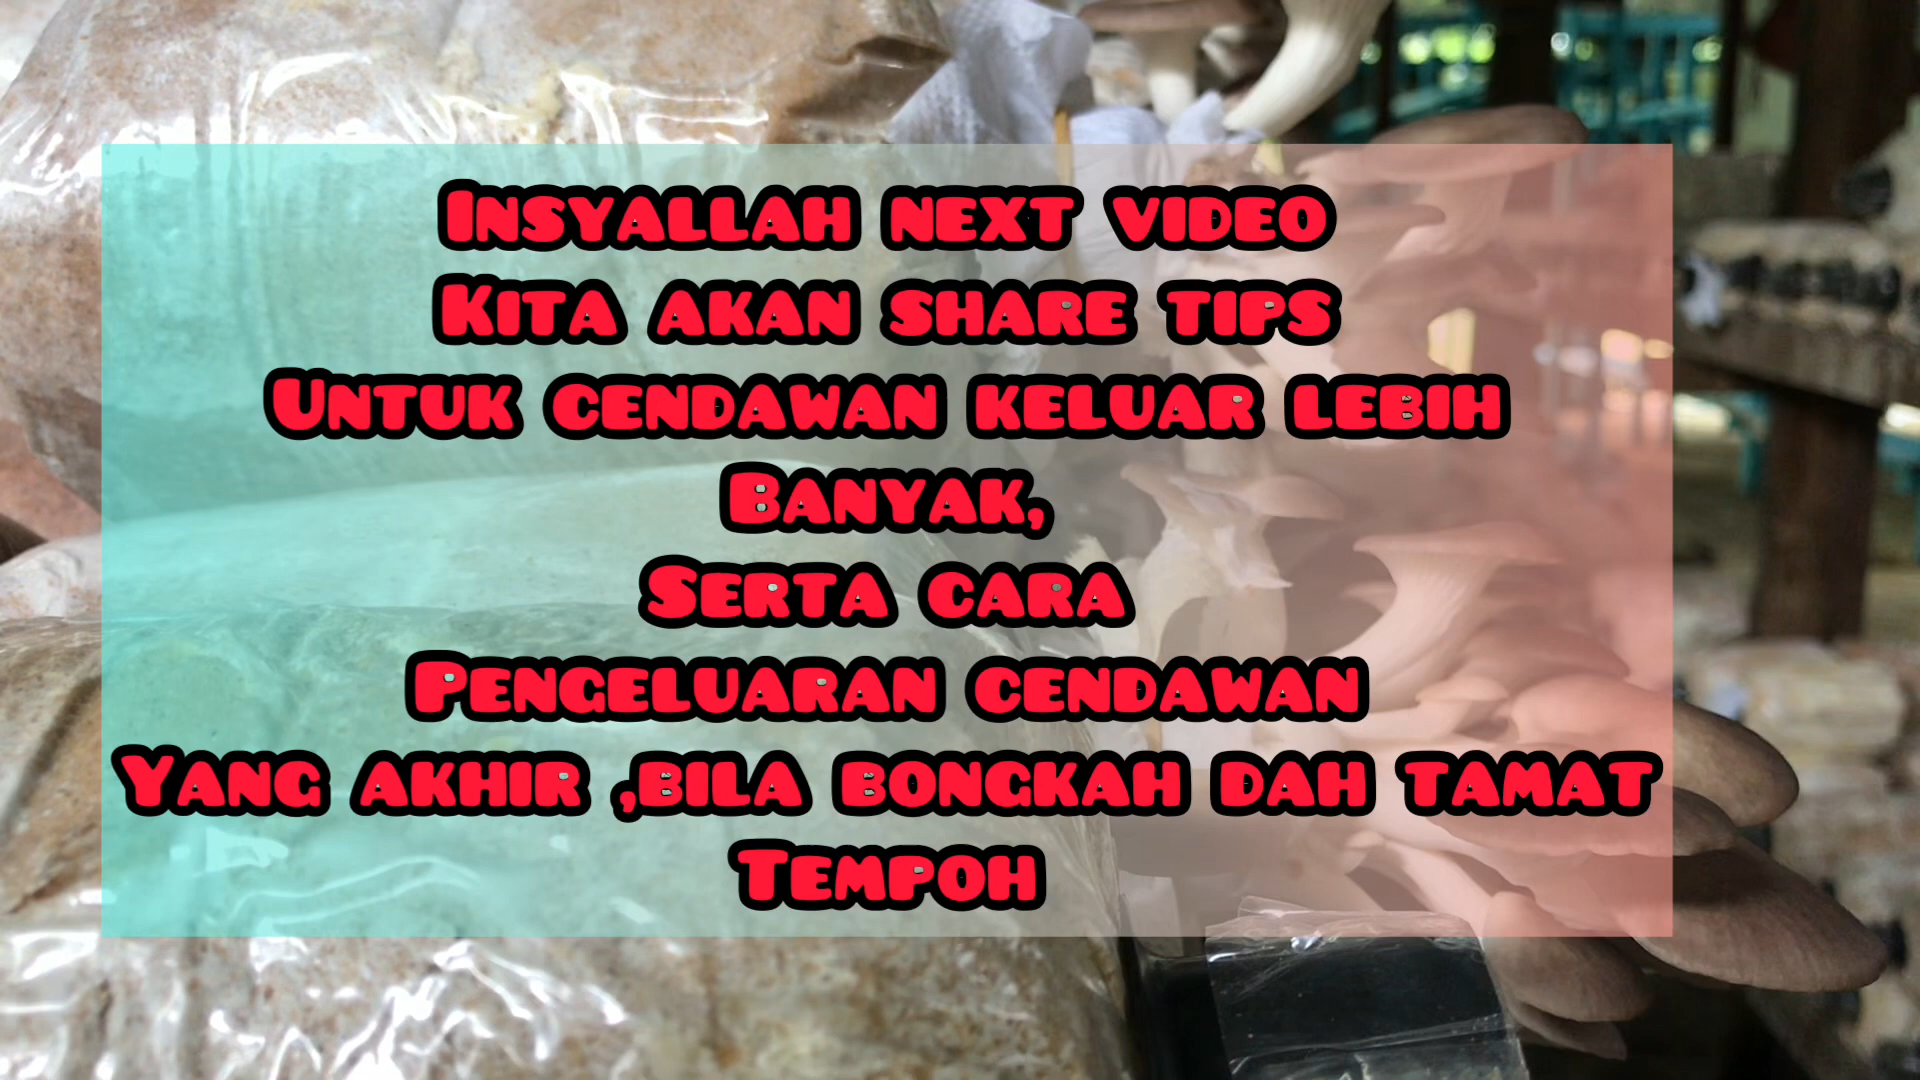 Insyallah next video
Kita akan share tips
Untuk cendawan keluar lebih
Banyak,
Serta cara
Pengeluaran cendawan
Yang akhir ,bila bongkah dah tamat
Tempoh